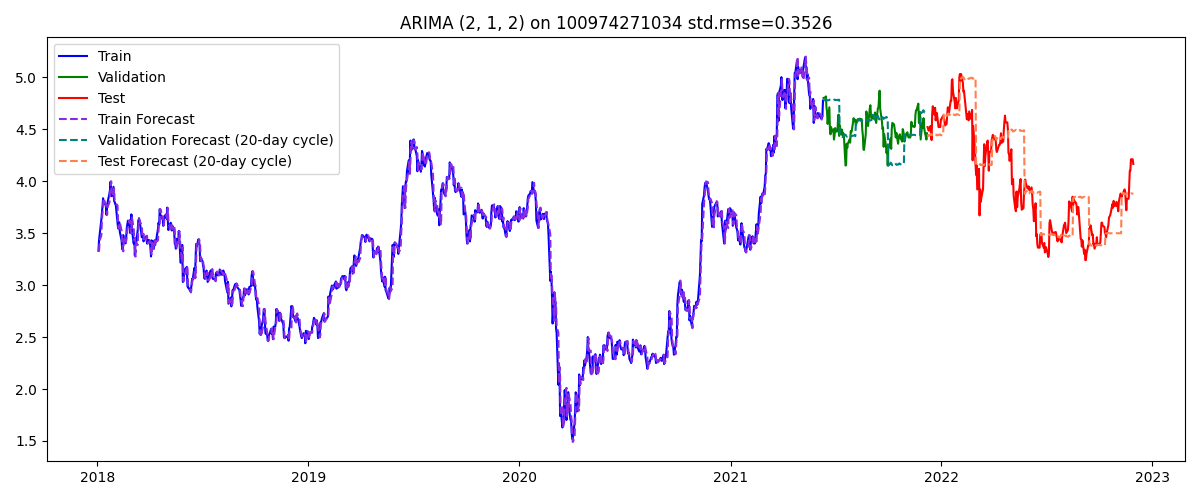 ARIMA (2, 1, 2) on 100974271034 std.rmse=0.3526
Train
Validation
Test
Train Forecast
Validation Forecast (20-day cycle)
Test Forecast (20-day cycle)
5.0
4.5
4.0
3.5
3.0
2.5
2.0
1.5
2018 2019 2020 2021 2022 2023